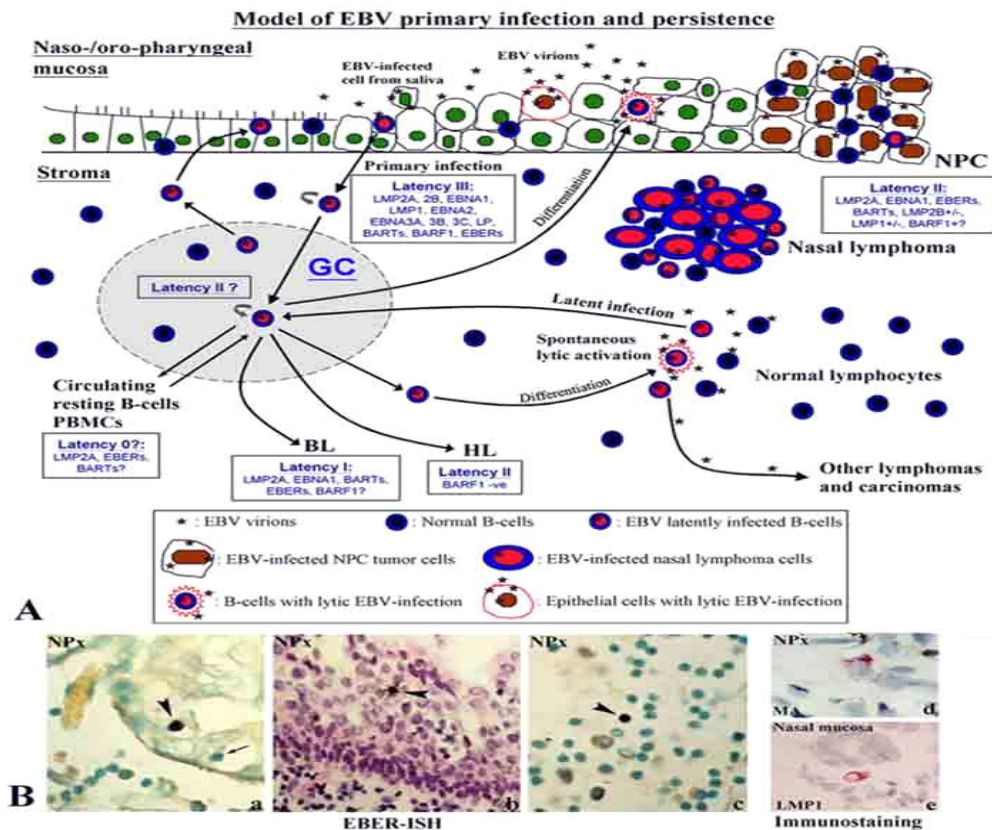 Model of EBV primary infection and persistence
Naso-/oro-pharyngeal
mucosa
EBV-infected
cell from saliva
EBV virions
Stroma
Primary infection
Latency III:
LMP2A, 2B, EBNA1,
LMP1, EBNA2,
EBNA3A, 3B, 3C, LP,
BARTs, BARF1, EBERs
Differentiation
NPC
Latency II:
LMP2A, EBNA1, EBERs,
BARTs, LMP2B+/-,
LMP1+/-, BARF1+?
Nasal lymphoma
GC
Latency II ?
Latent infection
Spontaneous
lytic activation
Normal lymphocytes
Differentiation
Circulating
resting B-cells
PBMCs
Latency 0?:
LMP2A, EBERs,
BARTs?
BL
Latency I:
LMP2A, EBNA1, BARTs,
EBERs, BARF1?
HL
Latency II
BARF1 -ve
Other lymphomas
and carcinomas
: EBV virions
: Normal B-cells
: EBV latently infected B-cells
: EBV-infected NPC tumor cells
: EBV-infected nasal lymphoma cells
: B-cells with lytic EBV-infection
: Epithelial cells with lytic EBV-infection
A
NPx
a
NPx
b
NPx
c
NPx
MA
d
Nasal mucosa
LMP1
e
B
EBER-ISH
Immunostaining